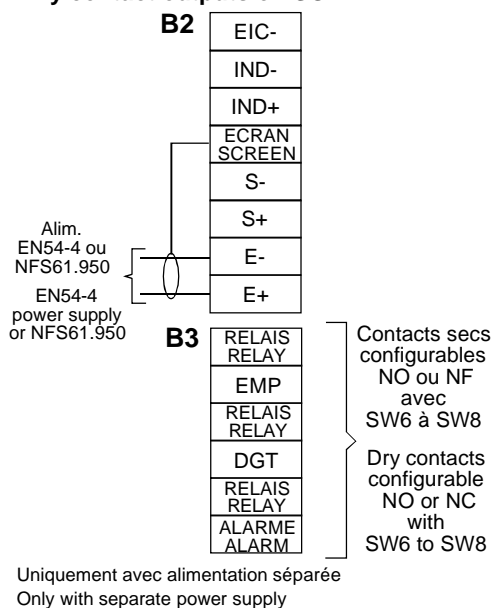 B2
EIC-
IND-
IND+
ECRAN
SCREEN
S-
S+
E-
E+
Alim.
EN54-4 ou
NFS61.950
EN54-4
power supply
or NFS61.950
B3
RELAIS
RELAY
EMP
RELAIS
RELAY
DGT
RELAIS
RELAY
ALARME
ALARM
Contacts secs
configurables
NO ou NF
avec
SW6 à SW8
Dry contacts
configurable
NO or NC
with
SW6 to SW8
Uniquement avec alimentation séparée
Only with separate power supply